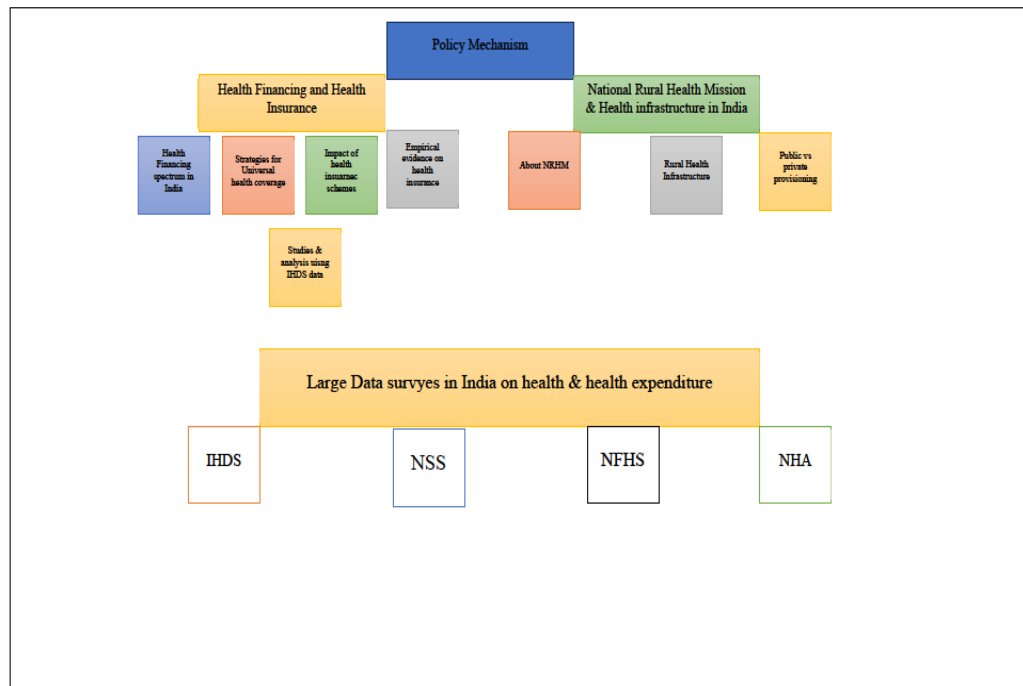 Policy Mechanism
Health Financing and Health
Insurance
National Rural Health Mission
& Health infrastructure in India
Health
Financing
spectrum in
India
Strategies for
Universal
health coverage
Impact of
health
insuarnec
schemes
Empirical
evidence on
health
insurance
About NRHM
Rural Health
Infrastructure
Public vs
private
provisioning
Studies &
analysis uisng
IHDS data
Large Data survyes in India on health & health expenditure
IHDS
NSS
NFHS
NHA